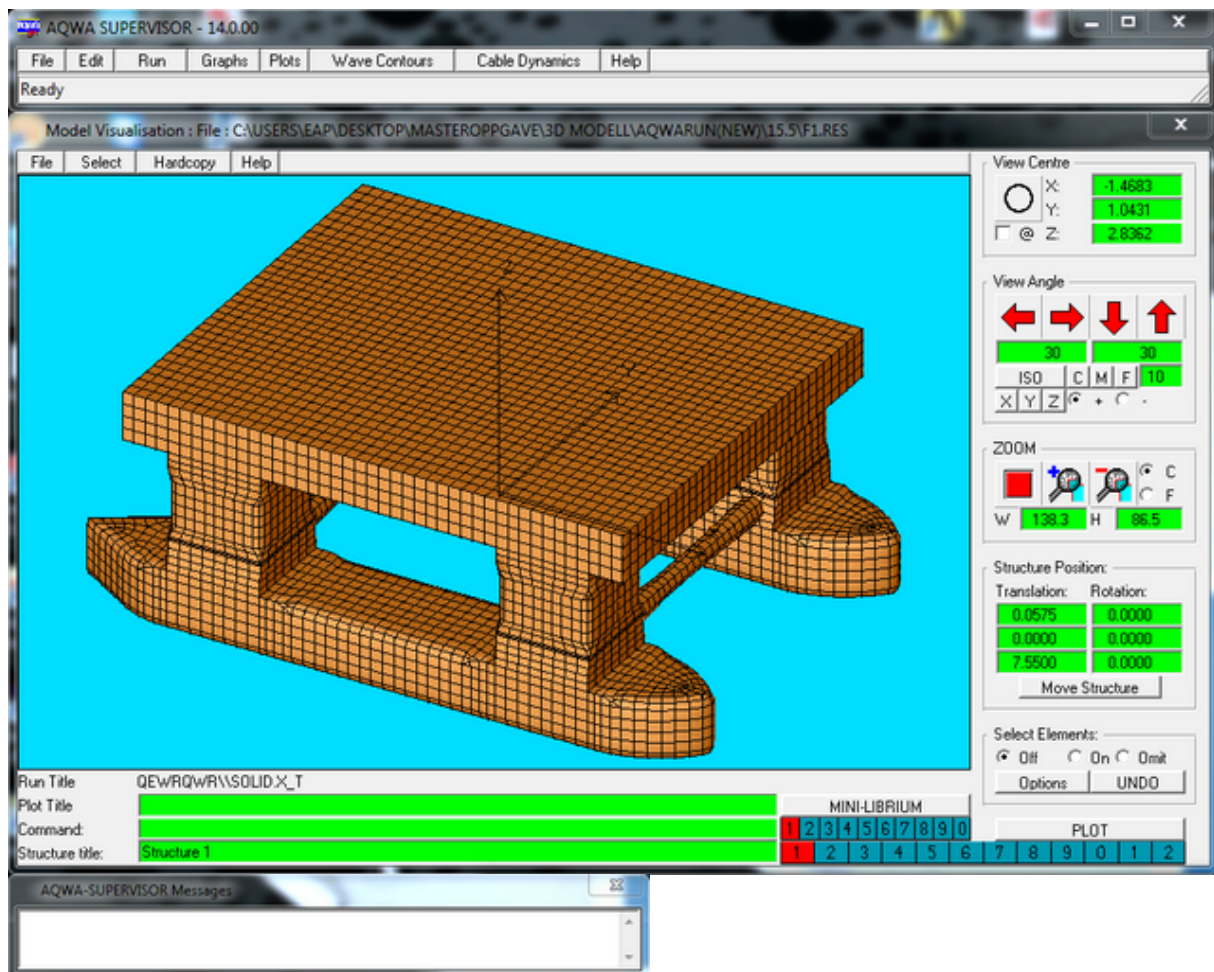 AQWA SUPERVISOR - 14.0.00
File Edit Run Graphs Plots Wave Contours Cable Dynamics Help
Ready
Model Visualisation : File : C:\USERS\EAP\DESKTOP\MASTEROPPGAVE\3D MODELL\AQWARUN(NEW)\15.5\F1.RES
File Select Hardcopy Help
View Centre
X: -1.4683
Y: 1.0431
@ Z: 2.8362
View Angle
30 30
ISO C M F 10
X Y Z + -
ZOOM
C
F
W 138.3 H 86.5
Structure Position:
Translation: Rotation:
0.0575 0.0000
0.0000 0.0000
7.5500 0.0000
Move Structure
Select Elements:
Off On Omit
Options UNDO
Run Title QEWRQWR\\SOLID.X_T
Plot Title MINI-LIBRIUM
Command: 1 2 3 4 5 6 7 8 9 0 PLOT
Structure title: Structure 1 1 2 3 4 5 6 7 8 9 0 1 2
AQWA-SUPERVISOR Messages